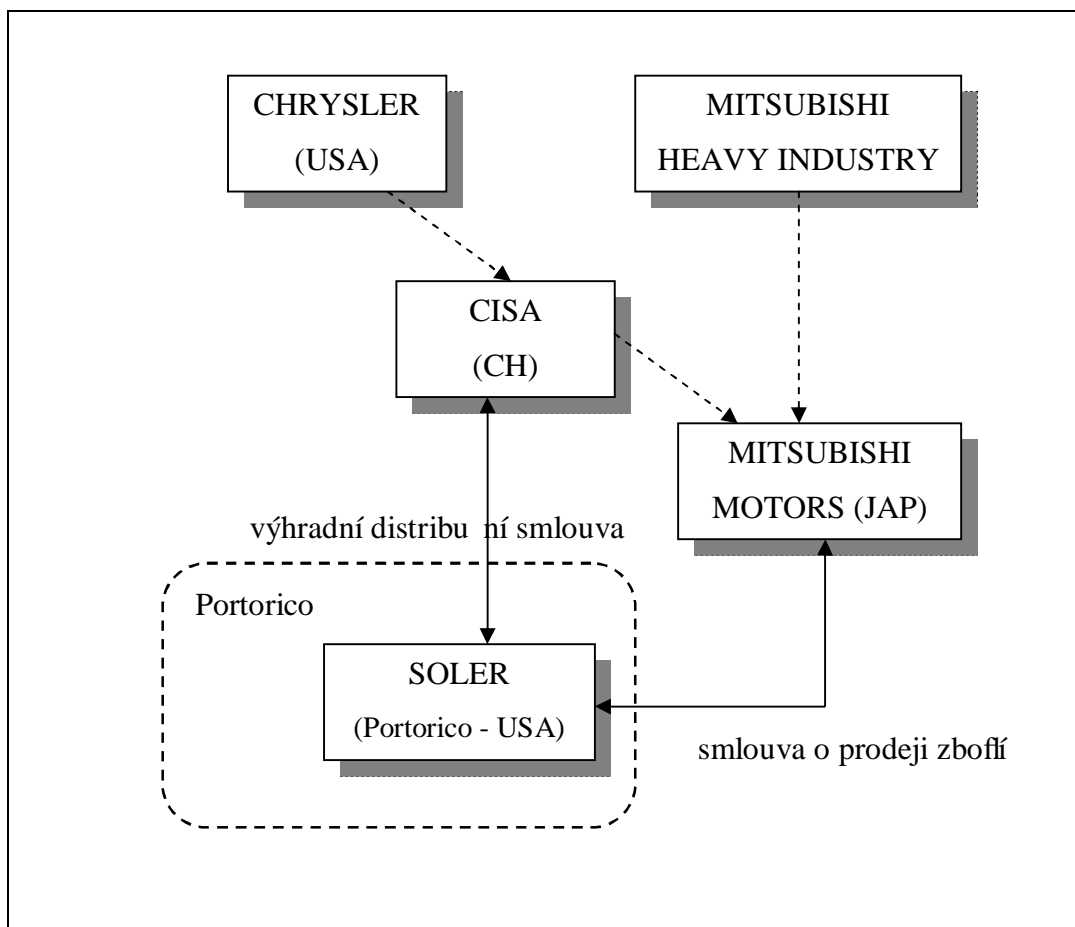 CHRYSLER
(USA)
MITSUBISHI
HEAVY INDUSTRY
CISA
(CH)
MITSUBISHI
MOTORS (JAP)
výhradní distribu ní smlouva
Portorico
SOLER
(Portorico - USA)
smlouva o prodeji zboflí